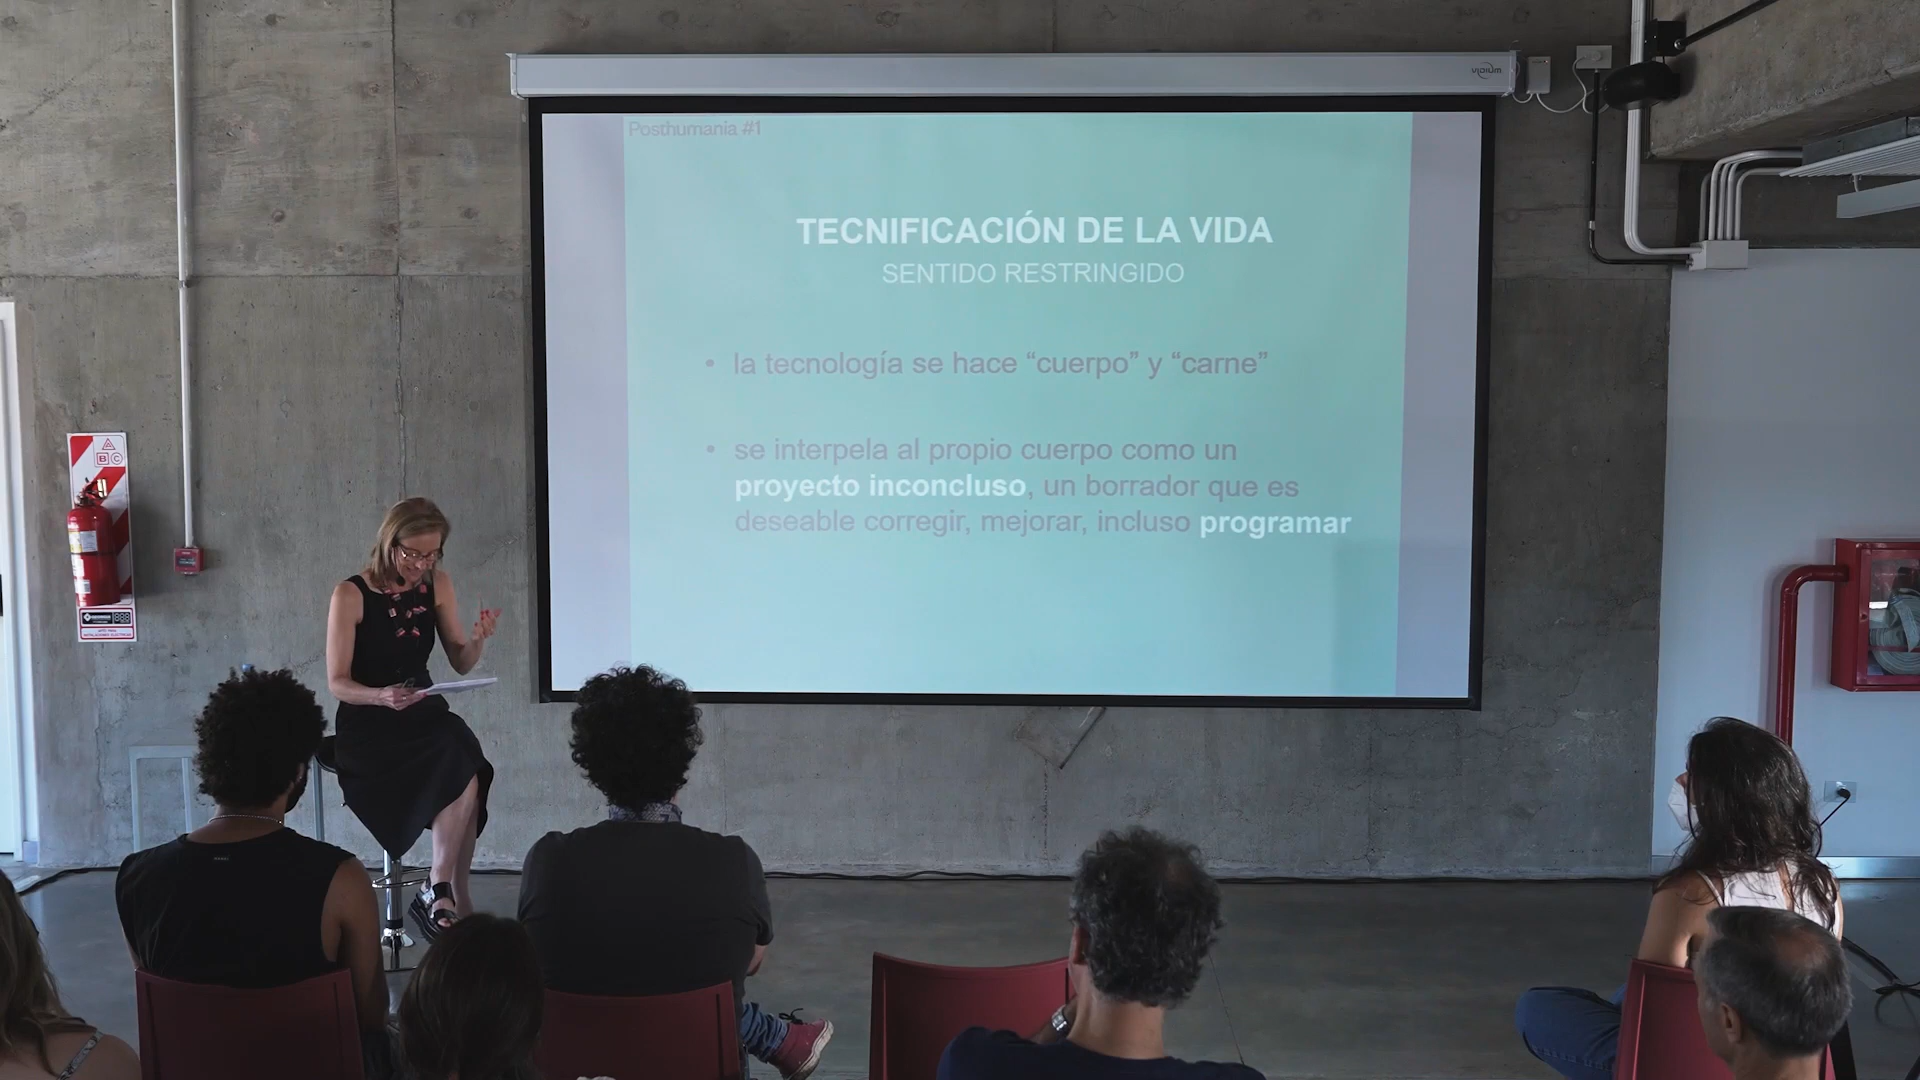 VIDIUM
Posthumania #1
TECNIFICACIÓN DE LA VIDA
SENTIDO RESTRINGIDO
• la tecnología se hace “cuerpo” y “carne”
• se interpela al propio cuerpo como un
proyecto inconcluso, un borrador que es
deseable corregir, mejorar, incluso programar
A
B C